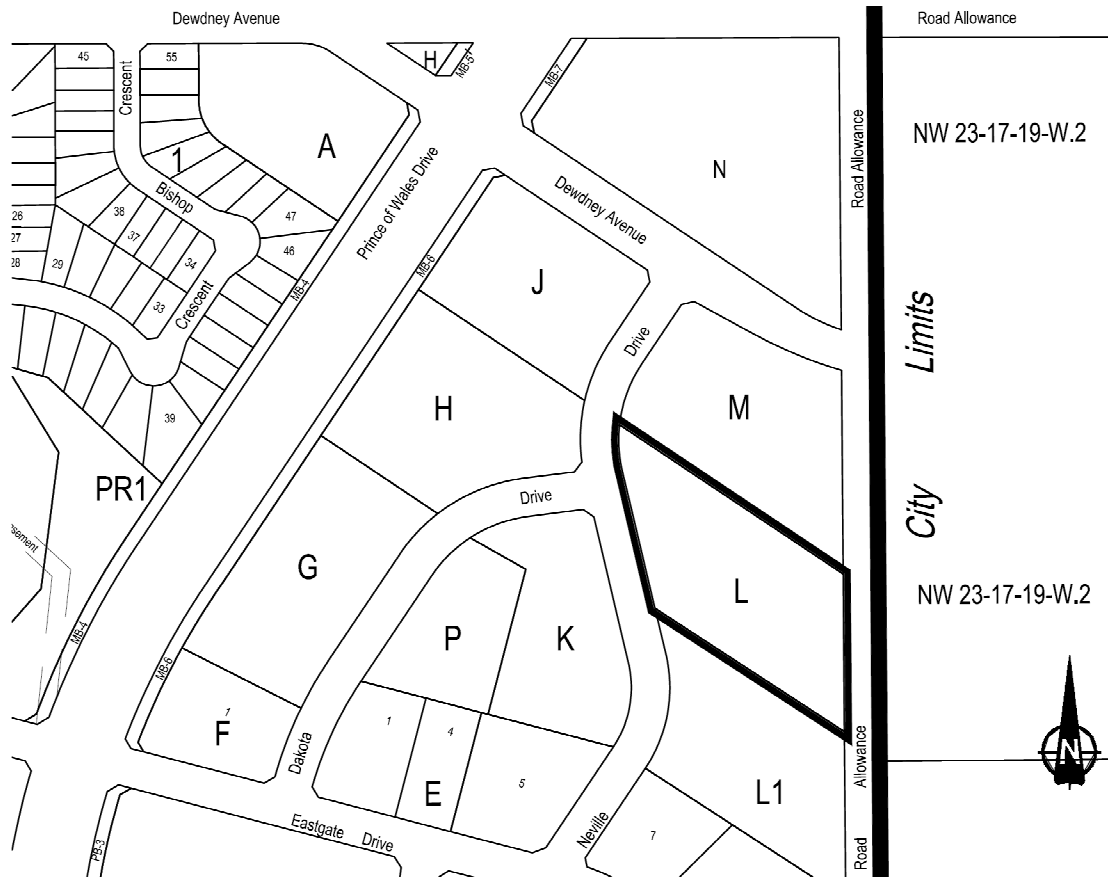 Dewdney Avenue
Road Allowance
45
55
H
MB-5
MB-7
Crescent
A
N
NW 23-17-19-W.2
Road Allowance
1
Bishop
Prince of Wales Drive
Dewdney Avenue
26
38
47
27
37
46
28
29
34
MB-6
33
MB-4
Crescent
J
Limits
Drive
H
M
39
PR1
Drive
City
G
L
NW 23-17-19-W.2
P
K
MB-4
MB-6
1
F
1
4
Dakota
N
Allowance
E
5
L1
Eastgate Drive
Neville
7
PB-3
Road